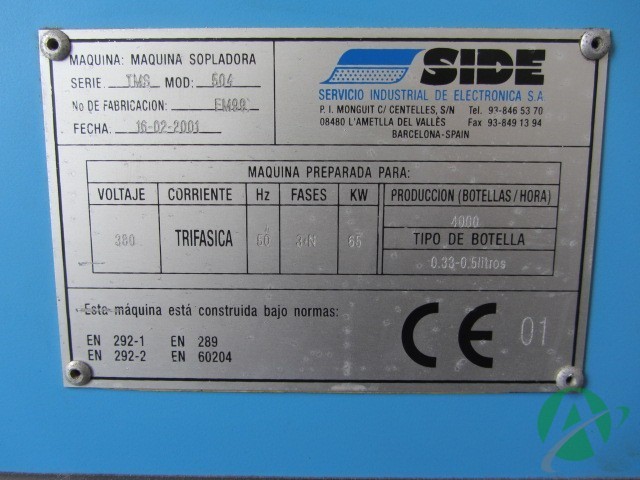 MAQUINA: MAQUINA SOPLADORA
SERIE TMS MOD: 504
No DE FABRICACION: EM98
FECHA. 16-02-2001
SIDE
SERVICIO INDUSTRIAL DE ELECTRONICA S.A
P. I. MONGUIT C/ CENTELLES, S/N Tel. 93-846 53 70
08480 L'AMETLLA DEL VALLÈS Fax 93-849 13 94
BARCELONA-SPAIN
MAQUINA PREPARADA PARA:
VOLTAJE CORRIENTE Hz FASES KW PRODUCCION (BOTELLAS/HORA)
380 TRIFASICA 50 3+N 65 4000
TIPO DE BOTELLA
0.33-0.5litros
Esta máquina está construida bajo normas:
EN 292-1 EN 289
EN 292-2 EN 60204
CE 01